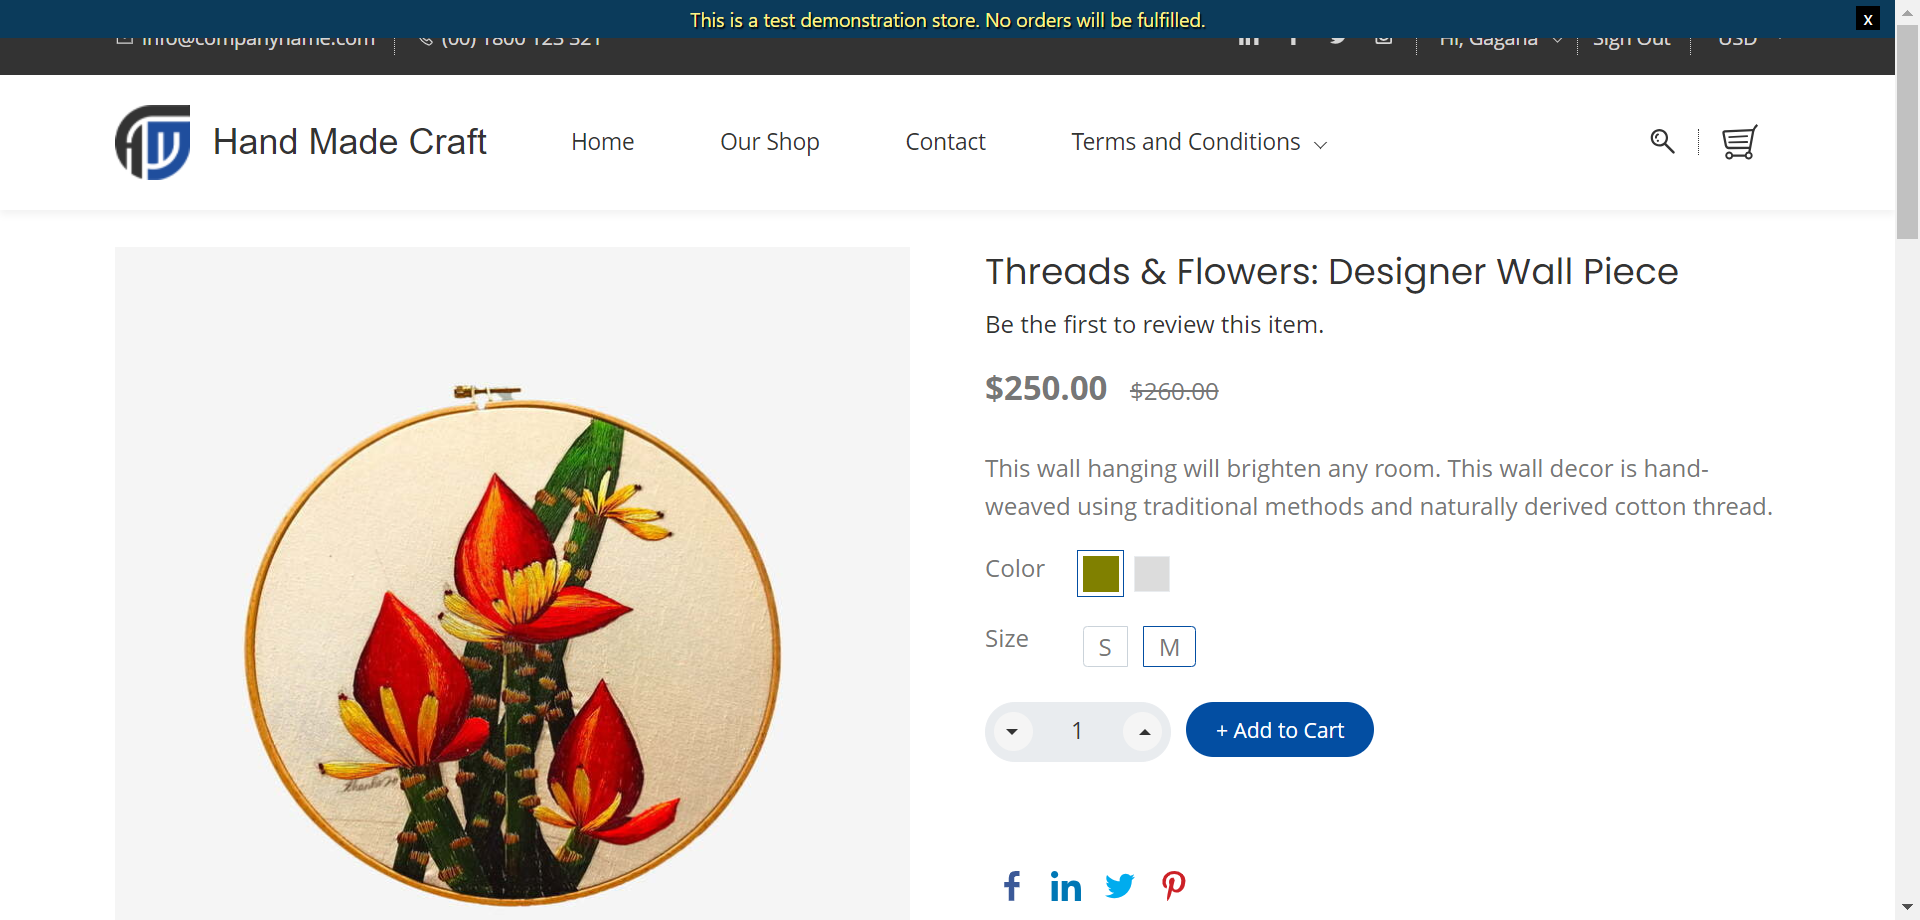 This is a test demonstration store. No orders will be fulfilled.
x
info@companyname.com
(00) 1800 123 321
Hi, Gagana
Sign Out
USD
Hand Made Craft
Home
Our Shop
Contact
Terms and Conditions
Threads & Flowers: Designer Wall Piece
Be the first to review this item.
$250.00 $260.00
This wall hanging will brighten any room. This wall decor is hand-
weaved using traditional methods and naturally derived cotton thread.
Color
Size
S
M
1
+ Add to Cart